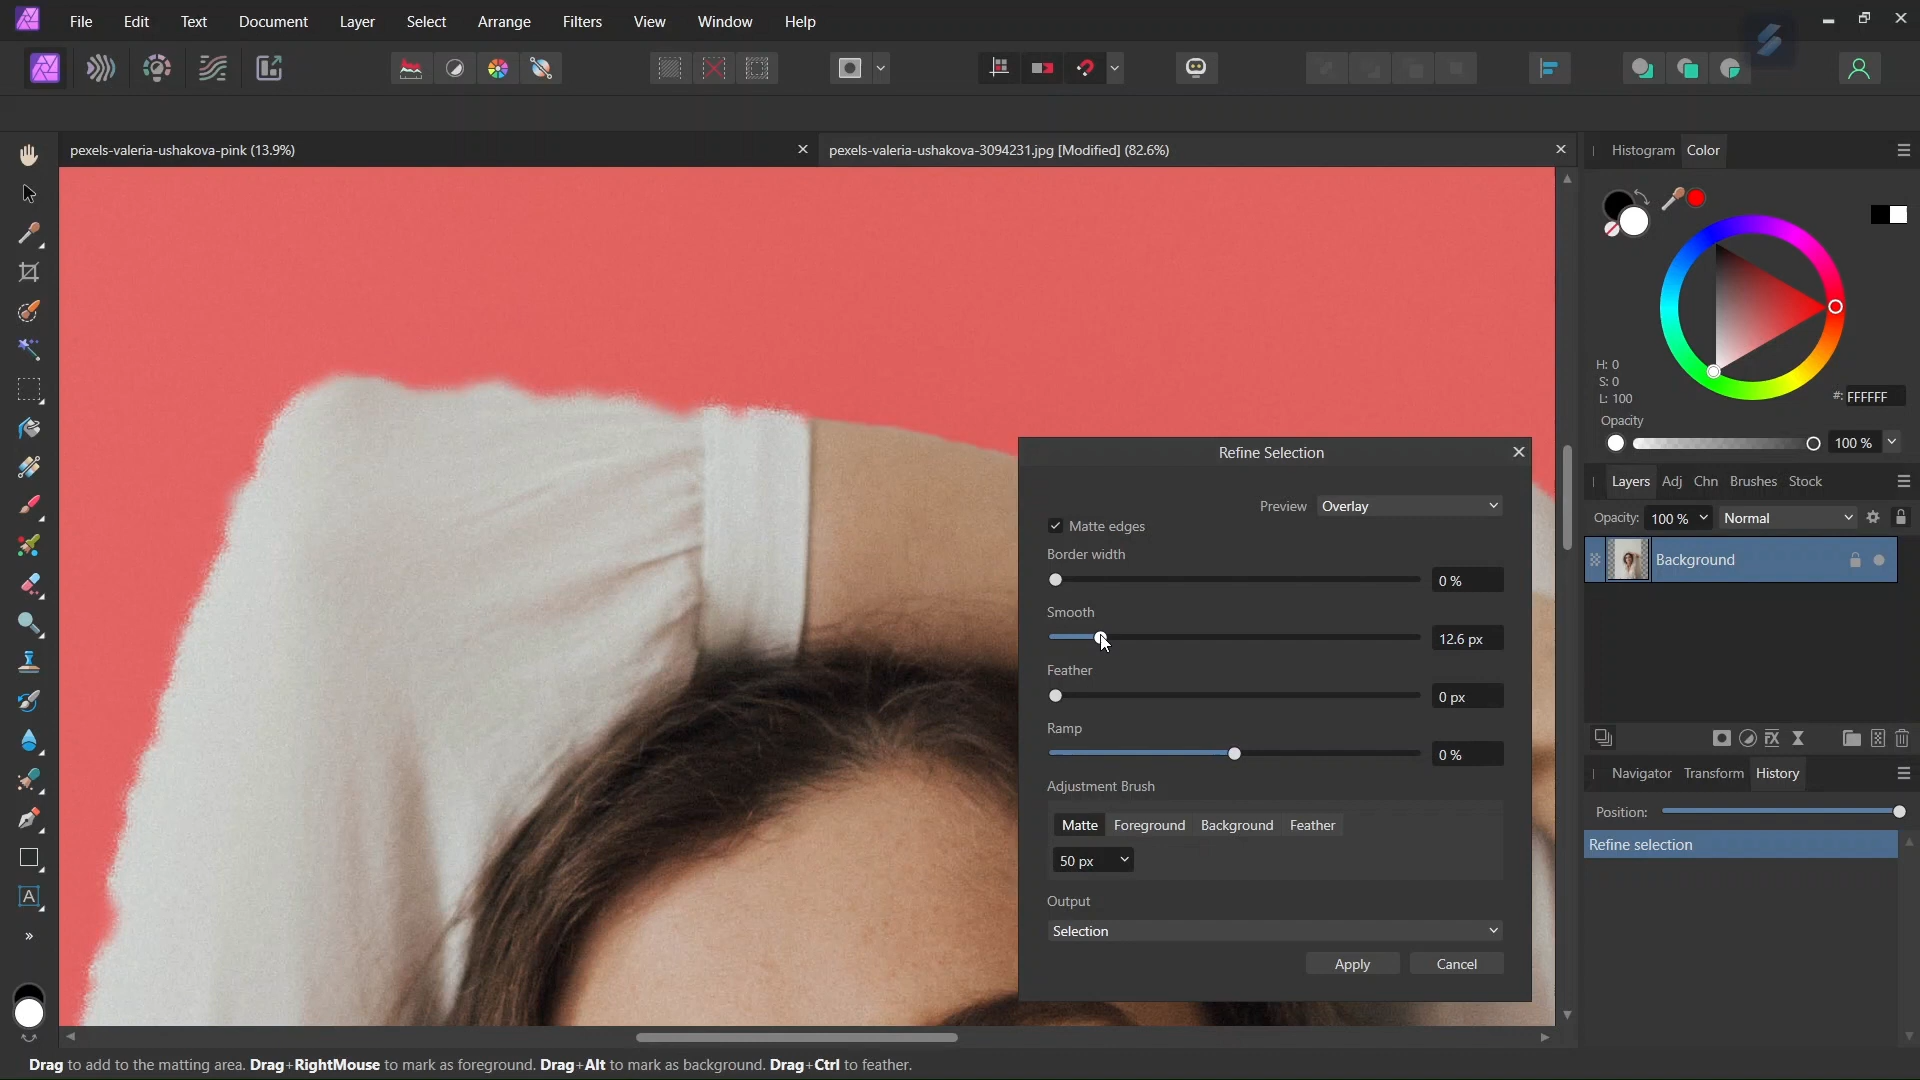 File Edit Text Document Layer Select Arrange Filters View Window Help
pexels-valeria-ushakova-pink (13.9%)
pexels-valeria-ushakova-3094231.jpg [Modified] (82.6%)
Histogram Color
H: 0
S: 0
L: 100
#: FFFFFF
Opacity
100 %
Layers Adj Chn Brushes Stock
Opacity: 100 % Normal
Background
Navigator Transform History
Position:
Refine selection
Refine Selection
Preview Overlay
Matte edges
Border width
0 %
Smooth
12.6 px
Feather
0 px
Ramp
0 %
Adjustment Brush
Matte Foreground Background Feather
50 px
Output
Selection
Apply Cancel
A
Drag to add to the matting area. Drag+RightMouse to mark as foreground. Drag+Alt to mark as background. Drag+Ctrl to feather.